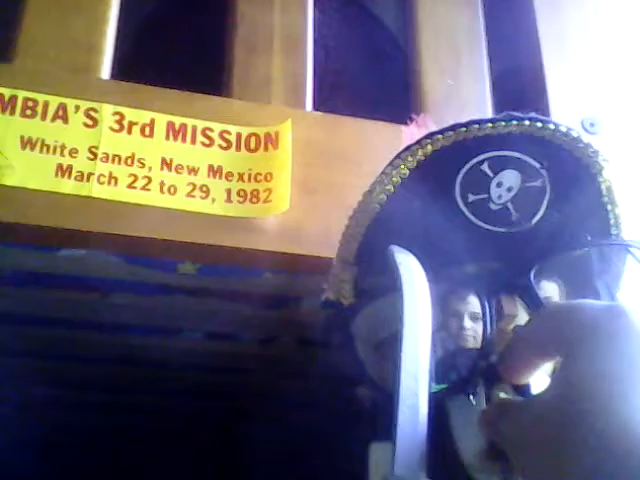 MBIA'S 3rd MISSION
White Sands, New Mexico
March 22 to 29, 1982